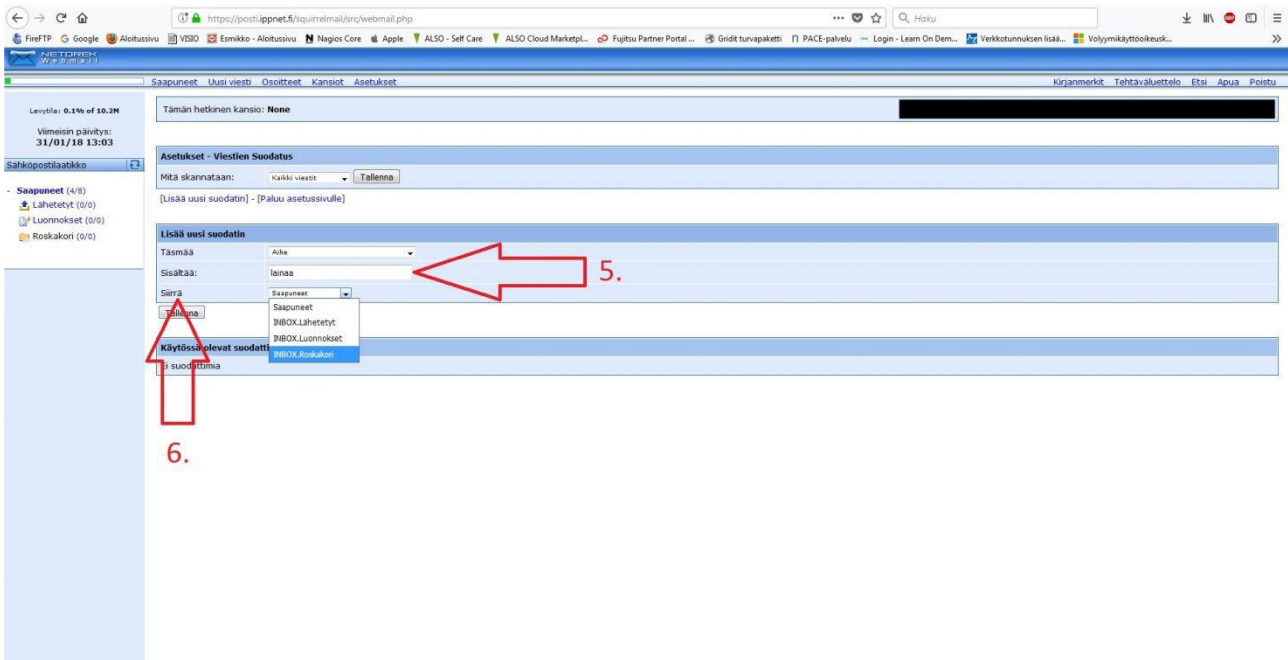 https://posti.ippnet.fi/squirrelmail/src/webmail.php
Haku
FireFTP Google Aloitussivu VISIO Esmikko - Aloitussivu Nagios Core Apple ALSO - Self Care ALSO Cloud Marketpl... Fujitsu Partner Portal ... Gridit turvapaketti PACE-palvelu Login - Learn On Dem... Verkkotunnuksen lisää... Volyymikäyttöoikeusk...
NETOREK
Webmail
Saapuneet Uusi viesti Osoitteet Kansiot Asetukset Kirjanmerkit Tehtäväluettelo Etsi Apua Poistu
Levytila: 0.1% of 10.2M
Viimeisin päivitys:
31/01/18 13:03
Sähköpostilaatikko
- Saapuneet (4/8)
Lähetetyt (0/0)
Luonnokset (0/0)
Roskakori (0/0)
Tämän hetkinen kansio: None
Asetukset - Viestien Suodatus
Mitä skannataan: Kaikki viestit Tallenna
[Lisää uusi suodatin] - [Paluu asetussivulle]
Lisää uusi suodatin
Täsmää Aihe
Sisältää: lainaa
5.
Siirrä Saapuneet
Tallenna
Saapuneet
INBOX.Lähetetyt
INBOX.Luonnokset
INBOX.Roskakori
Käytössä olevat suodatti
Ei suodattimia
6.